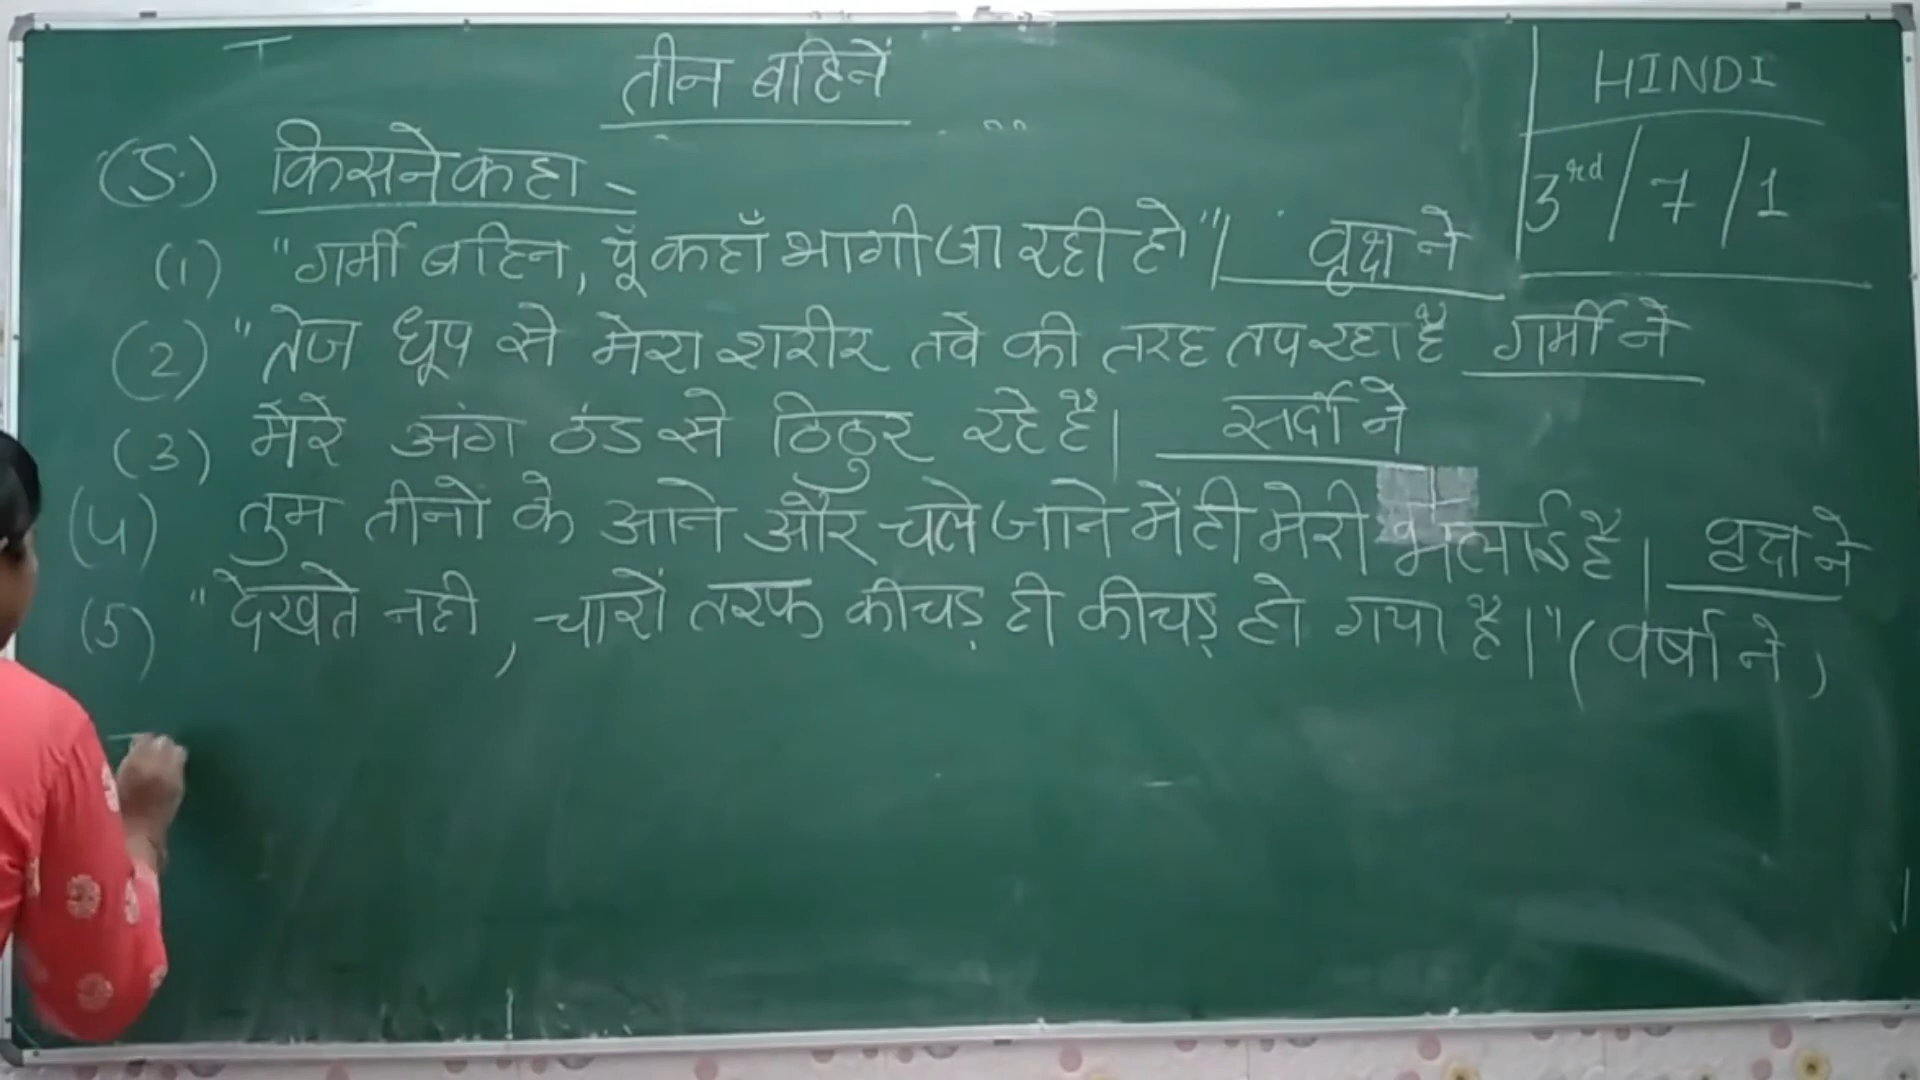 तीन बहिनें
HINDI
3rd / 7 / 1
(5.) किसने कहा -
(1) "गर्मी बहिन, यूँ कहाँ भागी जा रही हो"। वृक्ष ने
(2) "तेज धूप से मेरा शरीर तवे की तरह तप रहा है गर्मी ने
(3) मेरे अंग ठंड से ठिठुर रहे हैं। सर्दी ने
(4) तुम तीनो के आने और चले जाने में ही मेरी भलाई है। वृक्ष ने
(5) "देखते नही, चारों तरफ कीचड़ ही कीचड़ हो गया है।" (वर्षा ने)